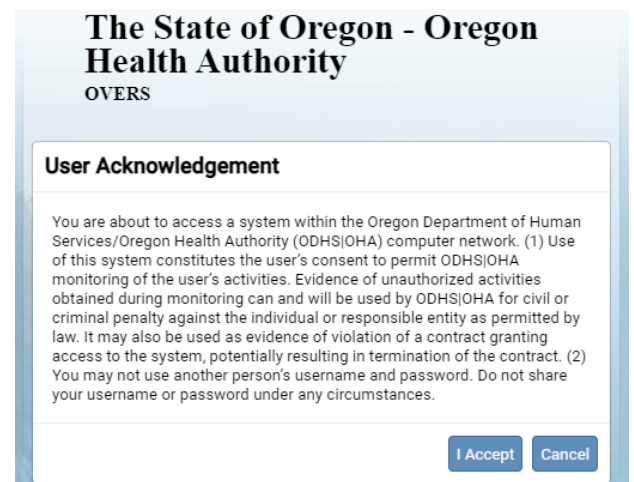 The State of Oregon - Oregon
Health Authority
OVERS
User Acknowledgement
You are about to access a system within the Oregon Department of Human
Services/Oregon Health Authority (ODHS|OHA) computer network. (1) Use
of this system constitutes the user's consent to permit ODHS|OHA
monitoring of the user's activities. Evidence of unauthorized activities
obtained during monitoring can and will be used by ODHS|OHA for civil or
criminal penalty against the individual or responsible entity as permitted by
law. It may also be used as evidence of violation of a contract granting
access to the system, potentially resulting in termination of the contract. (2)
You may not use another person's username and password. Do not share
your username or password under any circumstances.
I Accept Cancel